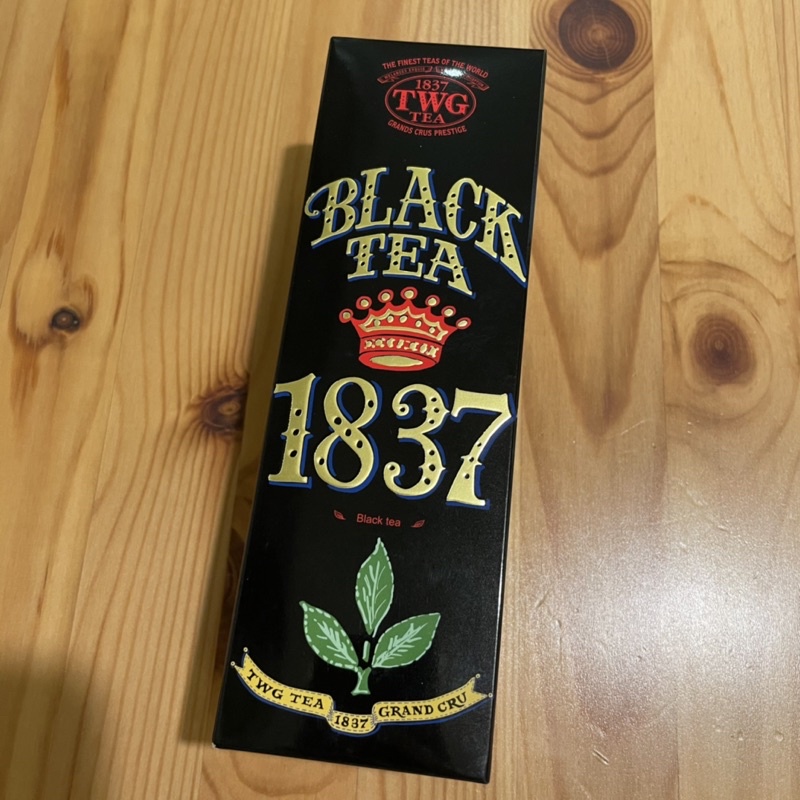 THE FINEST TEAS OF THE WORLD
1837
TWG
TEA
GRANDS CRUS PRESTIGE
BLACK
TEA
1837
Black tea
TWG TEA 1837 GRAND CRU